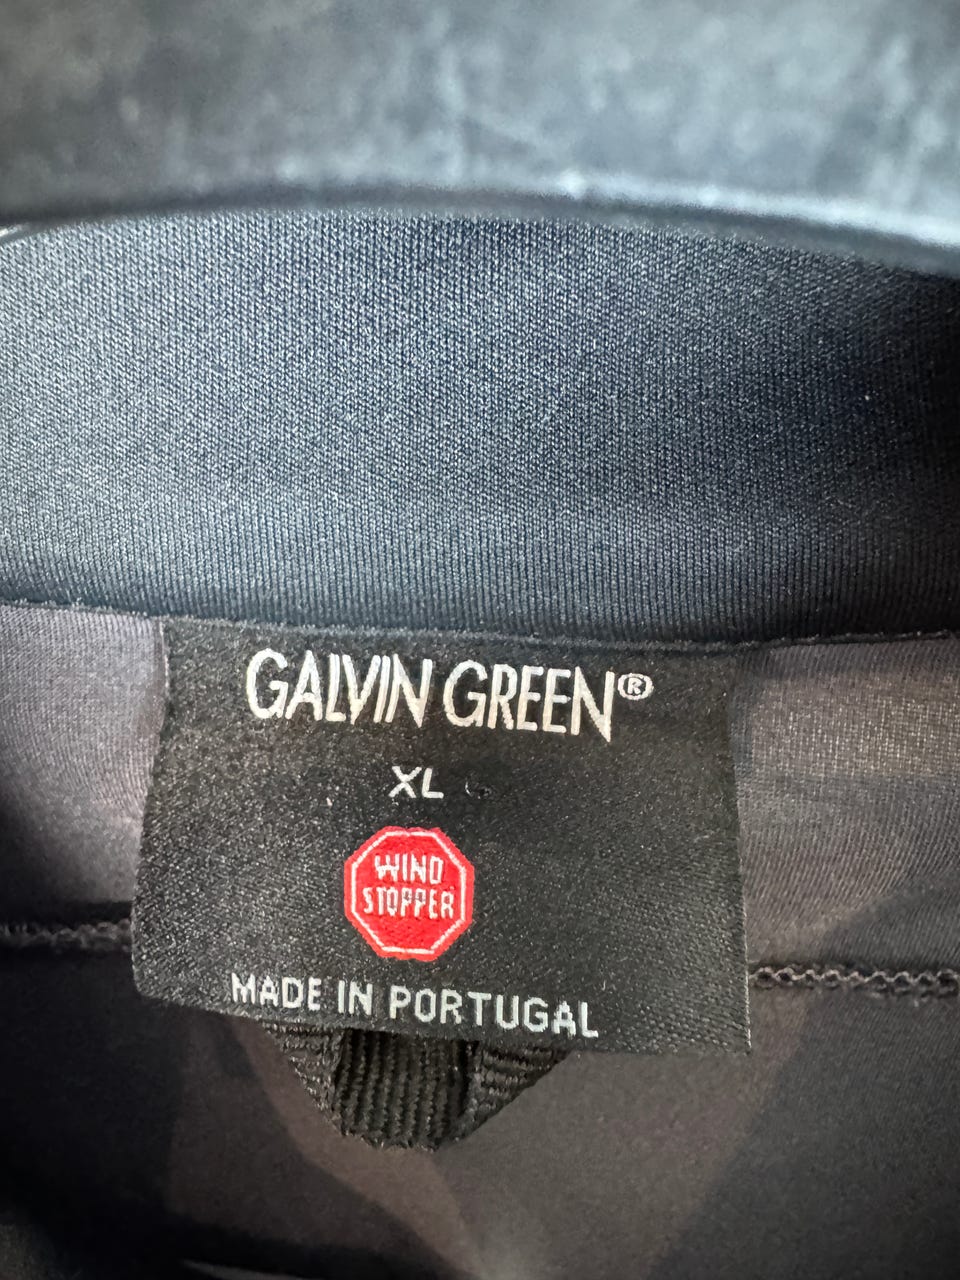 GALVIN GREEN®
XL
WIND
STOPPER
MADE IN PORTUGAL